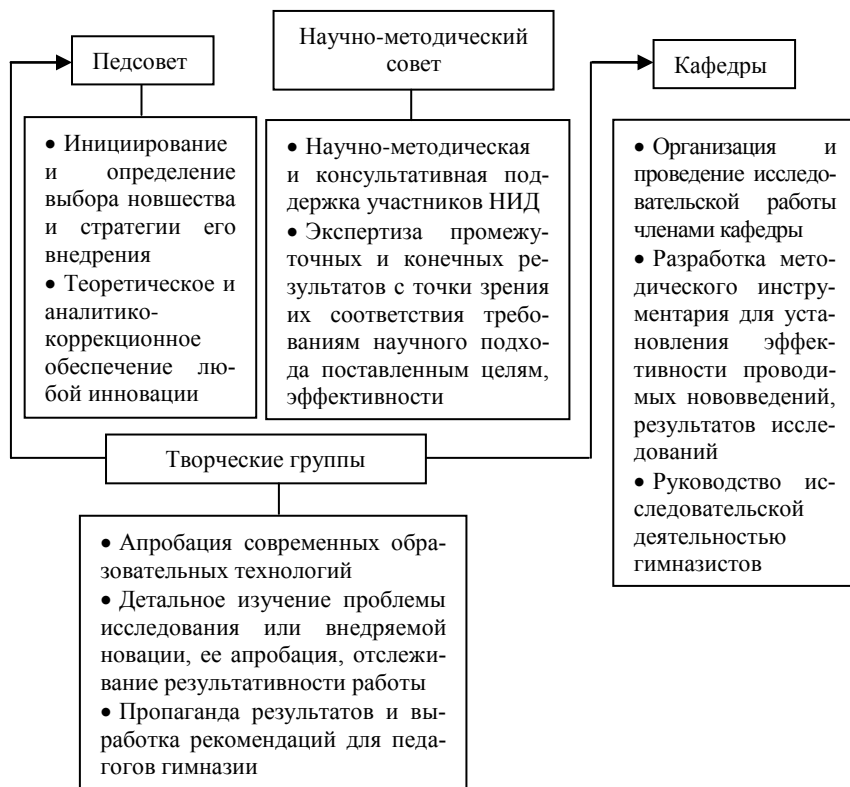 Педсовет
Научно-методический
совет
Кафедры
• Инициирование
и определение
выбора новшества
и стратегии его
внедрения
• Теоретическое и
аналитико-
коррекционное
обеспечение лю-
бой инновации
• Научно-методическая
и консультативная под-
держка участников НИД
• Экспертиза промежу-
точных и конечных ре-
зультатов с точки зрения
их соответствия требо-
ваниям научного подхо-
да поставленным целям,
эффективности
• Организация и
проведение исследо-
вательской работы
членами кафедры
• Разработка мето-
дического инстру-
ментария для уста-
новления эффек-
тивности проводи-
мых нововведений,
результатов иссле-
дований
• Руководство ис-
следовательской
деятельностью
гимназистов
Творческие группы
• Апробация современных обра-
зовательных технологий
• Детальное изучение проблемы
исследования или внедряемой
новации, ее апробация, отслежи-
вание результативности работы
• Пропаганда результатов и вы-
работка рекомендаций для педа-
гогов гимназии